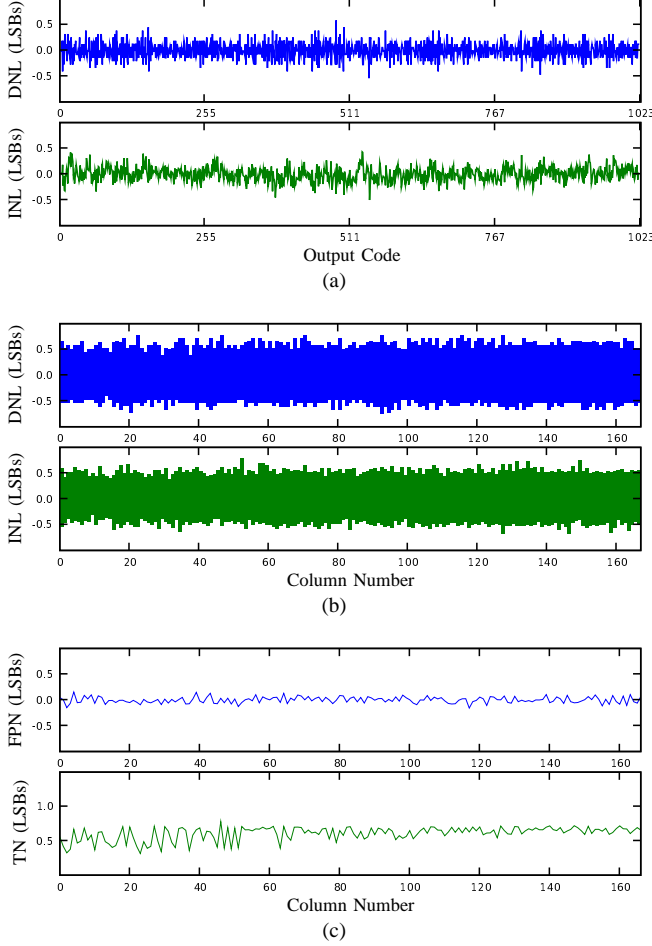 DNL (LSBs)
0.5
0.0
-0.5
0 255 511 767 1023
INL (LSBs)
0.5
0.0
-0.5
0 255 511 767 1023
Output Code
(a)
DNL (LSBs)
0.5
0.0
-0.5
0 20 40 60 80 100 120 140 160
INL (LSBs)
0.5
0.0
-0.5
0 20 40 60 80 100 120 140 160
Column Number
(b)
FPN (LSBs)
0.5
0.0
-0.5
0 20 40 60 80 100 120 140 160
TN (LSBs)
1.0
0.5
0 20 40 60 80 100 120 140 160
Column Number
(c)